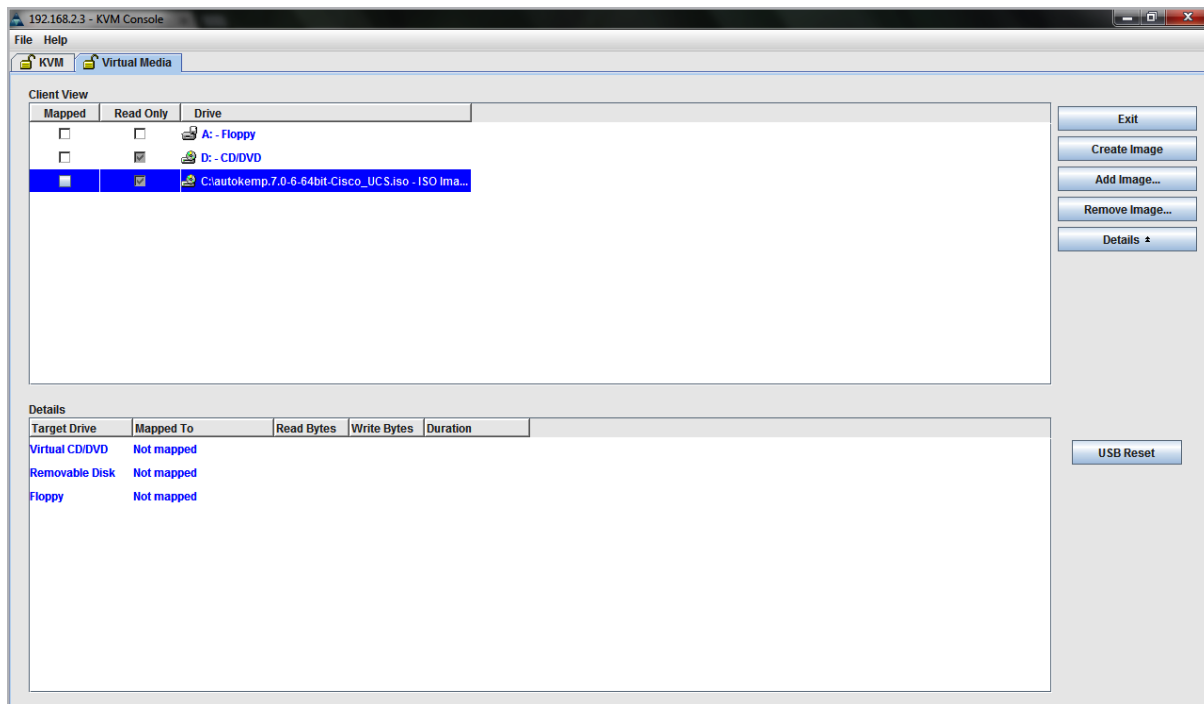 192.168.2.3 - KVM Console
File Help
KVM Virtual Media
Client View
Mapped Read Only Drive
A: - Floppy
D: - CD/DVD
C:\autokemp.7.0-6-64bit-Cisco_UCS.iso - ISO Ima...
Exit
Create Image
Add Image...
Remove Image...
Details
Details
Target Drive Mapped To Read Bytes Write Bytes Duration
Virtual CD/DVD Not mapped
Removable Disk Not mapped
Floppy Not mapped
USB Reset